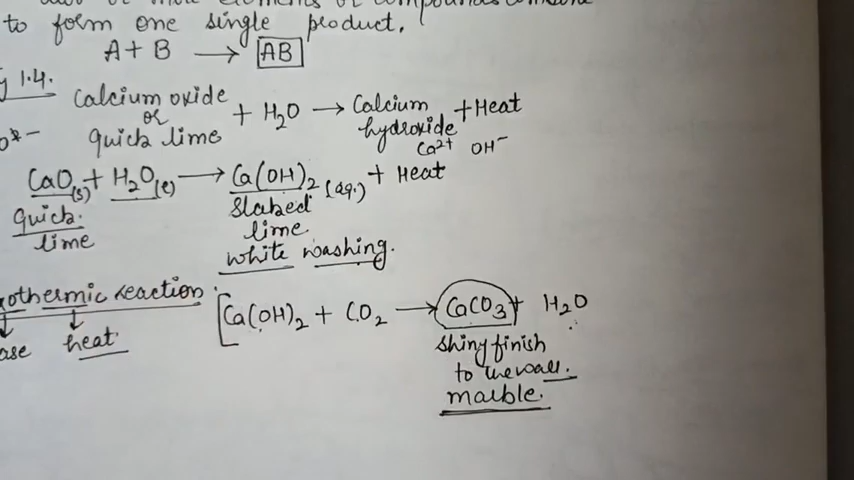 to form one single product.
A + B → AB
y 1.4.
Calcium oxide or quick lime + H2O → Calcium hydroxide + Heat
Ca2+ OH-
CaO(s) + H2O(l) → Ca(OH)2 (aq.) + Heat
quick lime
Slaked lime
white washing.
othermic reaction
ase heat.
[Ca(OH)2 + CO2 → CaCO3 + H2O
shiny finish
to the wall.
marble.